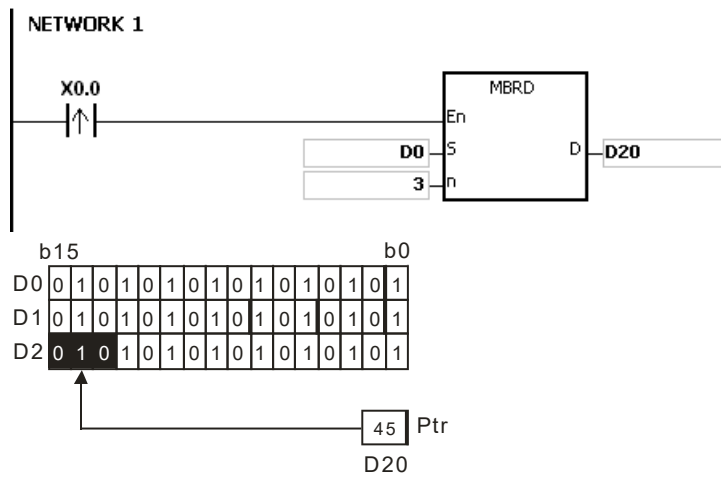 NETWORK 1
X0.0
MBRD
En
D0 S D D20
3 n
b15 b0
D0 0 1 0 1 0 1 0 1 0 1 0 1 0 1 0 1
D1 0 1 0 1 0 1 0 1 0 1 0 1 0 1 0 1
D2 0 1 0 1 0 1 0 1 0 1 0 1 0 1 0 1
45 Ptr
D20